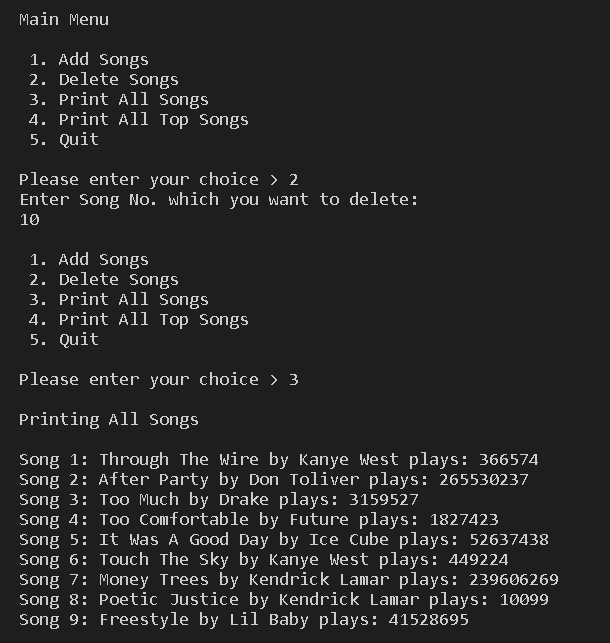 Main Menu
1. Add Songs
2. Delete Songs
3. Print All Songs
4. Print All Top Songs
5. Quit
Please enter your choice > 2
Enter Song No. which you want to delete:
10
1. Add Songs
2. Delete Songs
3. Print All Songs
4. Print All Top Songs
5. Quit
Please enter your choice > 3
Printing All Songs
Song 1: Through The Wire by Kanye West plays: 366574
Song 2: After Party by Don Toliver plays: 265530237
Song 3: Too Much by Drake plays: 3159527
Song 4: Too Comfortable by Future plays: 1827423
Song 5: It Was A Good Day by Ice Cube plays: 52637438
Song 6: Touch The Sky by Kanye West plays: 449224
Song 7: Money Trees by Kendrick Lamar plays: 239606269
Song 8: Poetic Justice by Kendrick Lamar plays: 10099
Song 9: Freestyle by Lil Baby plays: 41528695